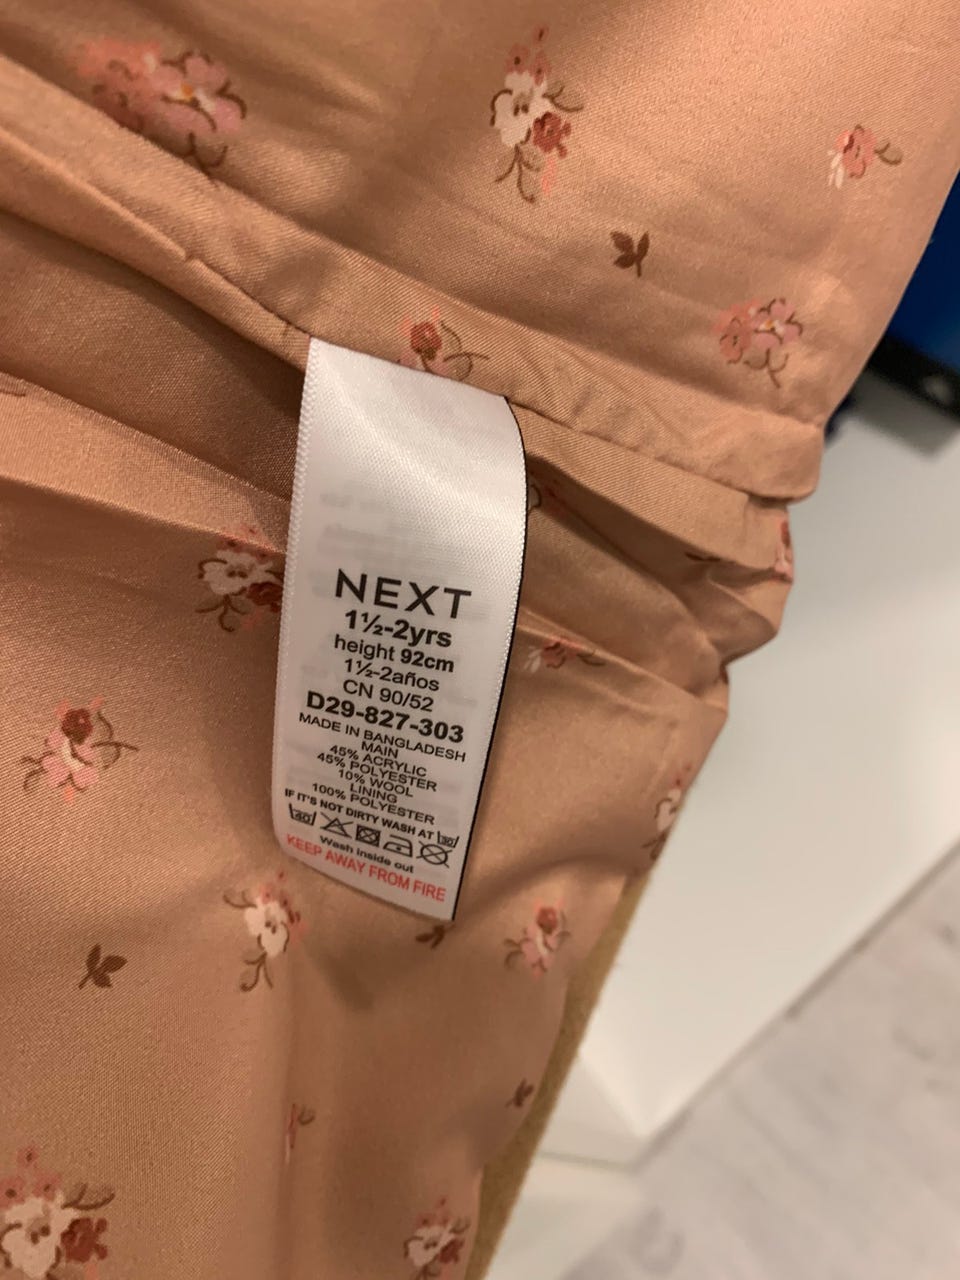 NEXT
1½-2yrs
height 92cm
1½-2años
CN 90/52
D29-827-303
MADE IN BANGLADESH
MAIN
45% ACRYLIC
45% POLYESTER
10% WOOL
LINING
100% POLYESTER
IF IT'S NOT DIRTY WASH AT 30
40
Wash inside out
KEEP AWAY FROM FIRE